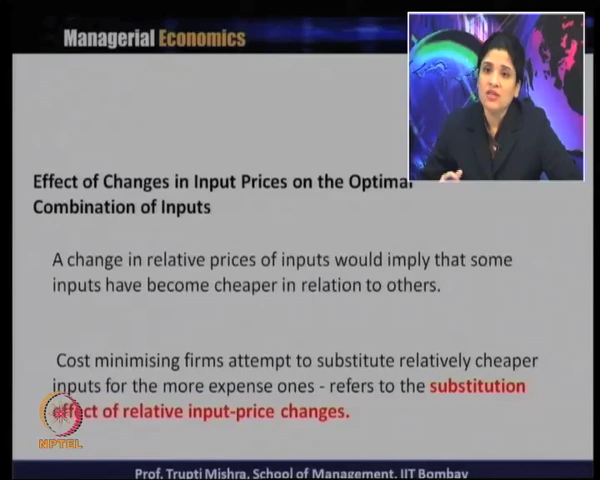 Managerial Economics
Effect of Changes in Input Prices on the Optimal
Combination of Inputs
A change in relative prices of inputs would imply that some
inputs have become cheaper in relation to others.
Cost minimising firms attempt to substitute relatively cheaper
inputs for the more expense ones - refers to the substitution
effect of relative input-price changes.
NPTEL
Prof. Trupti Mishra, School of Management, IIT Bombay